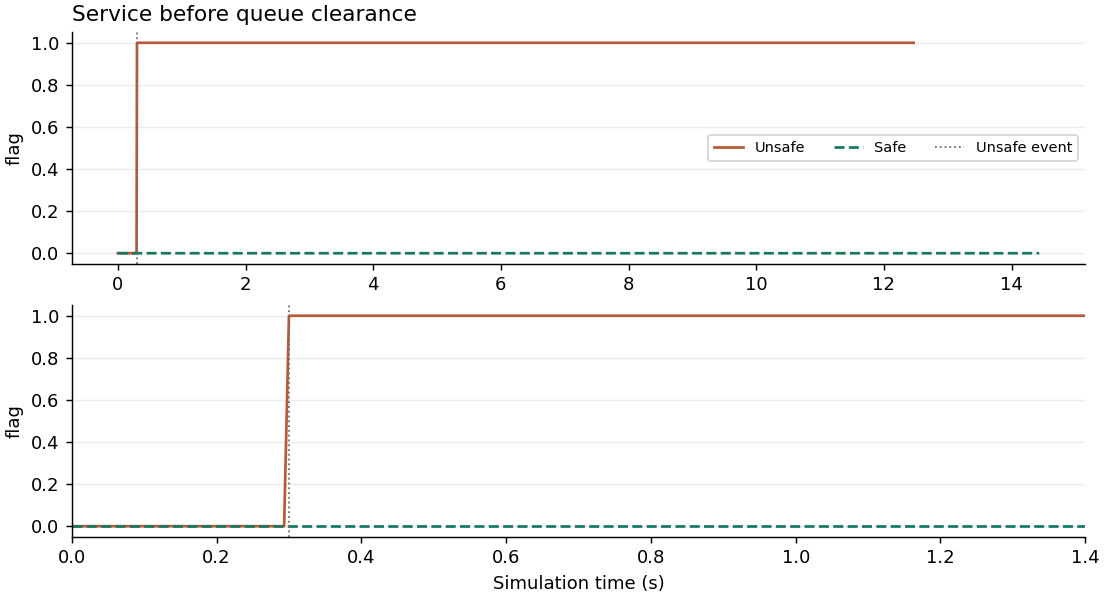 Service before queue clearance
1.0
0.8
0.6
0.4
0.2
0.0
flag
Unsafe Safe Unsafe event
0 2 4 6 8 10 12 14
1.0
0.8
0.6
0.4
0.2
0.0
flag
0.0 0.2 0.4 0.6 0.8 1.0 1.2 1.4
Simulation time (s)